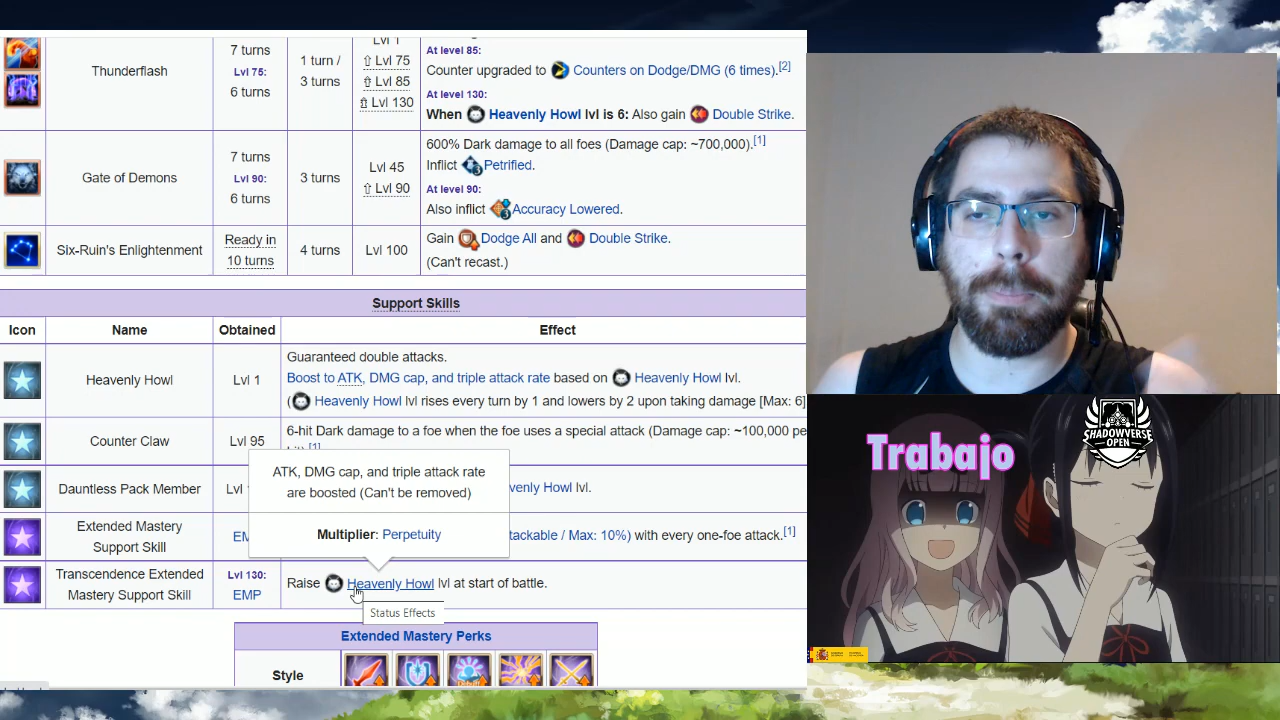 Thunderflash
7 turns
Lvl 75:
6 turns
1 turn /
3 turns
Lvl 1
⇧ Lvl 75
⇧ Lvl 85
⇧ Lvl 130
At level 85:
Counter upgraded to Counters on Dodge/DMG (6 times).[2]
At level 130:
When Heavenly Howl lvl is 6: Also gain Double Strike.
Gate of Demons
7 turns
Lvl 90:
6 turns
3 turns
Lvl 45
⇧ Lvl 90
600% Dark damage to all foes (Damage cap: ~700,000).[1]
Inflict Petrified.
At level 90:
Also inflict Accuracy Lowered.
Six-Ruin's Enlightenment
Ready in
10 turns
4 turns
Lvl 100
Gain Dodge All and Double Strike.
(Can't recast.)
Support Skills
Icon Name Obtained Effect
Heavenly Howl
Lvl 1
Guaranteed double attacks.
Boost to ATK, DMG cap, and triple attack rate based on Heavenly Howl lvl.
( Heavenly Howl lvl rises every turn by 1 and lowers by 2 upon taking damage [Max: 6]
Counter Claw
Lvl 95
6-hit Dark damage to a foe when the foe uses a special attack (Damage cap: ~100,000 pe
Dauntless Pack Member
Howl lvl.
Extended Mastery
Support Skill
EM
tackable / Max: 10%) with every one-foe attack.[1]
Transcendence Extended
Mastery Support Skill
Lvl 130:
EMP
Raise Heavenly Howl lvl at start of battle.
ATK, DMG cap, and triple attack rate
are boosted (Can't be removed)
Multiplier: Perpetuity
Status Effects
Extended Mastery Perks
Style
Trabajo
SHADOWVERSE
OPEN